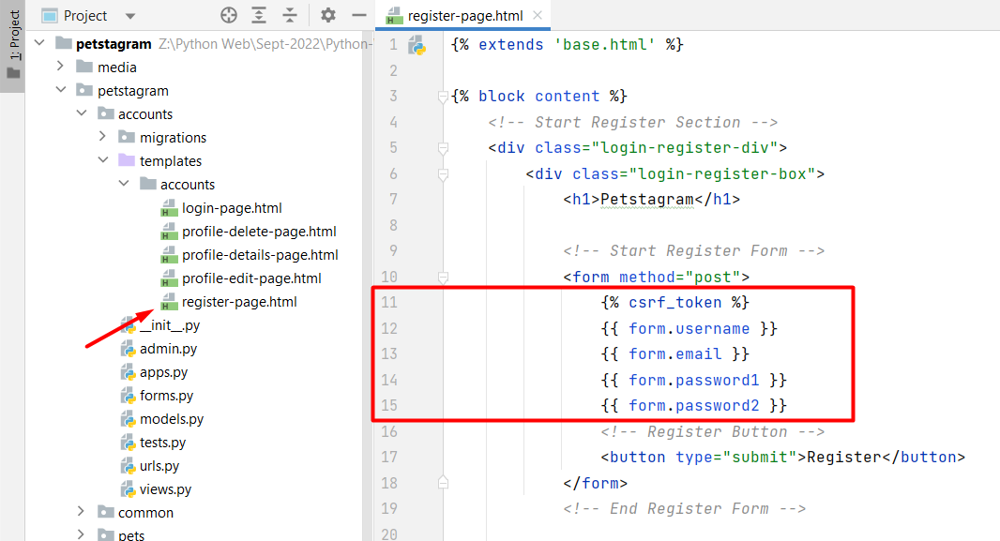 1: Project
Project
petstagram Z:\Python Web\Sept-2022\Python-
media
petstagram
accounts
migrations
templates
accounts
login-page.html
profile-delete-page.html
profile-details-page.html
profile-edit-page.html
register-page.html
__init__.py
admin.py
apps.py
forms.py
models.py
tests.py
urls.py
views.py
common
pets
register-page.html
1 {% extends 'base.html' %}
2
3 {% block content %}
4 <!-- Start Register Section -->
5 <div class="login-register-div">
6 <div class="login-register-box">
7 <h1>Petstagram</h1>
8
9 <!-- Start Register Form -->
10 <form method="post">
11 {% csrf_token %}
12 {{ form.username }}
13 {{ form.email }}
14 {{ form.password1 }}
15 {{ form.password2 }}
16 <!-- Register Button -->
17 <button type="submit">Register</button>
18 </form>
19 <!-- End Register Form -->
20